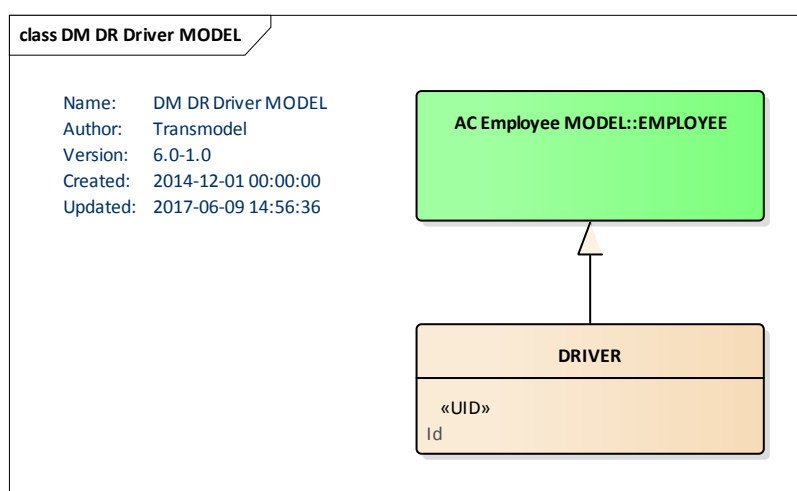 class DM DR Driver MODEL
Name: DM DR Driver MODEL
Author: Transmodel
Version: 6.0-1.0
Created: 2014-12-01 00:00:00
Updated: 2017-06-09 14:56:36
AC Employee MODEL::EMPLOYEE
DRIVER
«UID»
Id